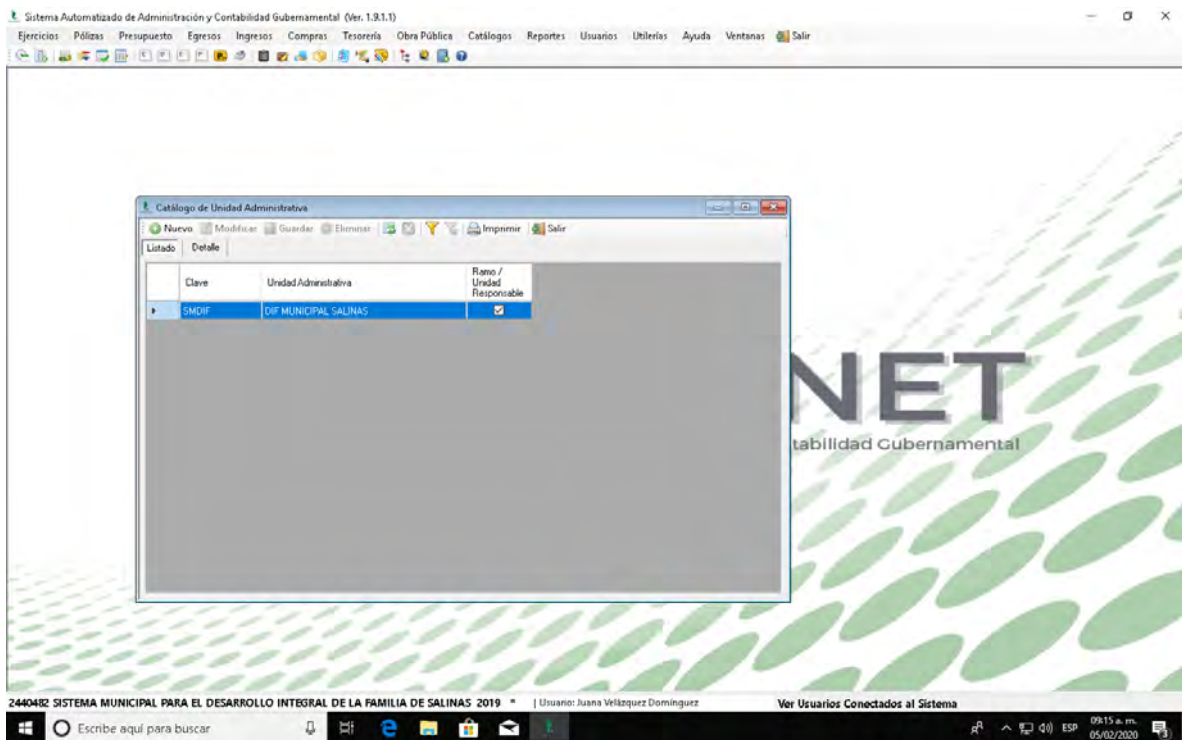 Sistema Automatizado de Administración y Contabilidad Gubernamental (Ver. 1.9.1.1)
Ejercicios Pólizas Presupuesto Egresos Ingresos Compras Tesorería Obra Pública Catálogos Reportes Usuarios Utilerías Ayuda Ventanas Salir
Catálogo de Unidad Administrativa
Nuevo Modificar Guardar Eliminar Imprimir Salir
Listado Detalle
Clave Unidad Administrativa Ramo / Unidad Responsable
SMDIF DIF MUNICIPAL SALINAS
NET
tabilidad Gubernamental
2440482 SISTEMA MUNICIPAL PARA EL DESARROLLO INTEGRAL DE LA FAMILIA DE SALINAS 2019 * | Usuario: Juana Velázquez Domínguez Ver Usuarios Conectados al Sistema
Escribe aquí para buscar ESP 09:15 a. m.
05/02/2020